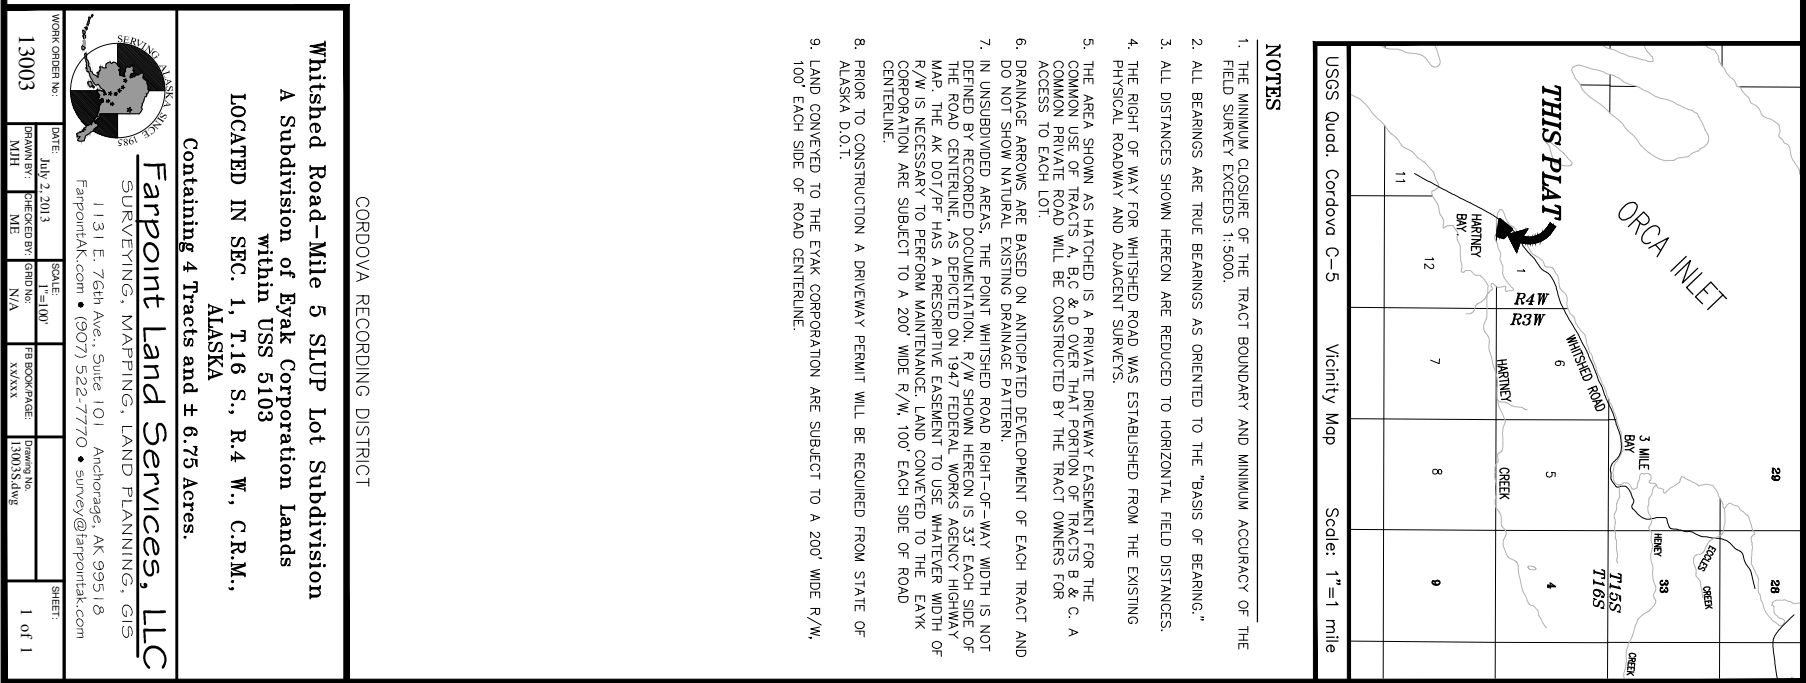 29
28
3 MILE
BAY
ECCLES
CREEK
HENEY
33
CREEK
T15S
T16S
ORCA INLET
THIS PLAT
WHITSHED ROAD
R4W
R3W
11
HARTNEY
BAY
1
6
5
4
12
7
8
9
HARTNEY
CREEK
USGS Quad. Cordova C-5 Vicinity Map Scale: 1"=1 mile
NOTES
1. THE MINIMUM CLOSURE OF THE TRACT BOUNDARY AND MINIMUM ACCURACY OF THE
FIELD SURVEY EXCEEDS 1:5000.
2. ALL BEARINGS ARE TRUE BEARINGS AS ORIENTED TO THE "BASIS OF BEARING."
3. ALL DISTANCES SHOWN HEREON ARE REDUCED TO HORIZONTAL FIELD DISTANCES.
4. THE RIGHT OF WAY FOR WHITSHED ROAD WAS ESTABLISHED FROM THE EXISTING
PHYSICAL ROADWAY AND ADJACENT SURVEYS.
5. THE AREA SHOWN AS HATCHED IS A PRIVATE DRIVEWAY EASEMENT FOR THE
COMMON USE OF TRACTS A, B,C & D OVER THAT PORTION OF TRACTS B & C. A
COMMON PRIVATE ROAD WILL BE CONSTRUCTED BY THE TRACT OWNERS FOR
ACCESS TO EACH LOT.
6. DRAINAGE ARROWS ARE BASED ON ANTICIPATED DEVELOPMENT OF EACH TRACT AND
DO NOT SHOW NATURAL EXISTING DRAINAGE PATTERN.
7. IN UNSUBDIVIDED AREAS, THE POINT WHITSHED ROAD RIGHT-OF-WAY WIDTH IS NOT
DEFINED BY RECORDED DOCUMENTATION. R/W SHOWN HEREON IS 33' EACH SIDE OF
THE ROAD CENTERLINE, AS DEPICTED ON 1947 FEDERAL WORKS AGENCY HIGHWAY
MAP. THE AK DOT/PF HAS A PRESCRIPTIVE EASEMENT TO USE WHATEVER WIDTH OF
R/W IS NECESSARY TO PERFORM MAINTENANCE. LAND CONVEYED TO THE EAYK
CORPORATION ARE SUBJECT TO A 200' WIDE R/W, 100' EACH SIDE OF ROAD
CENTERLINE.
8. PRIOR TO CONSTRUCTION A DRIVEWAY PERMIT WILL BE REQUIRED FROM STATE OF
ALASKA D.O.T.
9. LAND CONVEYED TO THE EYAK CORPORATION ARE SUBJECT TO A 200' WIDE R/W,
100' EACH SIDE OF ROAD CENTERLINE.
CORDOVA RECORDING DISTRICT
Whitshed Road-Mile 5 SLUP Lot Subdivision
A Subdivision of Eyak Corporation Lands
within USS 5103
LOCATED IN SEC. 1, T.16 S., R.4 W., C.R.M.,
ALASKA
Containing 4 Tracts and ± 6.75 Acres.
SERVING ALASKA SINCE 1985
Farpoint Land Services, LLC
SURVEYING, MAPPING, LAND PLANNING, GIS
1131 E. 76th Ave., Suite 101 Anchorage, AK 99518
FarpointAK.com • (907) 522-7770 • survey@farpointak.com
WORK ORDER No:
13003
DATE:
July 2, 2013
SCALE:
1"=100'
DRAWN BY:
MJH
CHECKED BY:
ME
GRID No:
N/A
FB BOOK/PAGE:
xx/xxx
Drawing No.
13003S.dwg
SHEET:
1 of 1